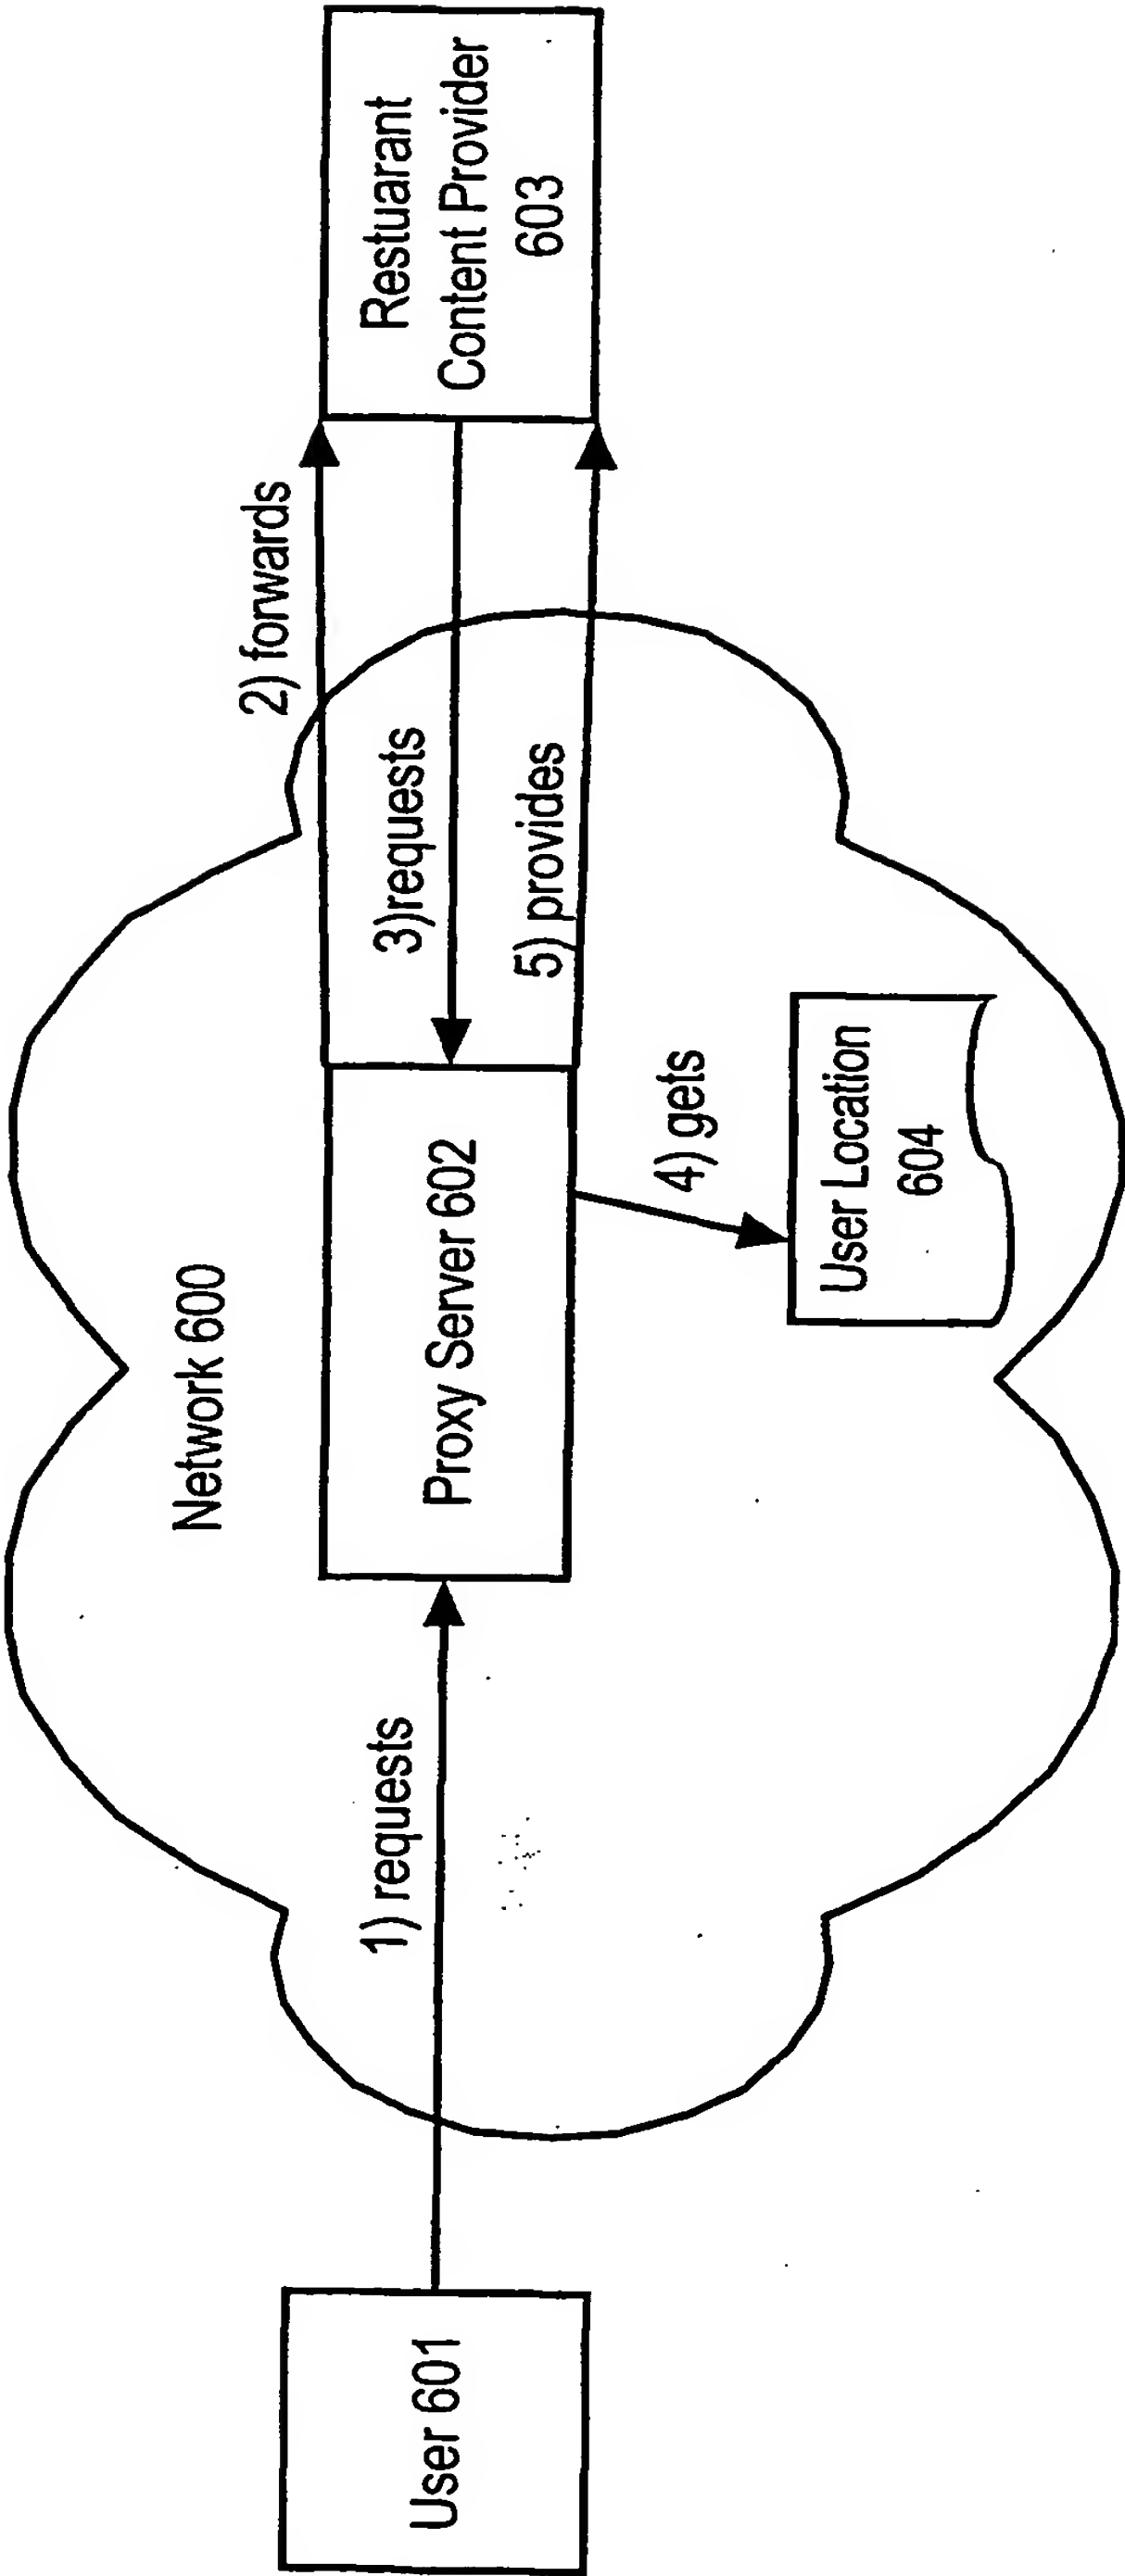 Network 600
User 601
1) requests
Proxy Server 602
2) forwards
3)requests
5) provides
4) gets
User Location
604
Restuarant
Content Provider
603